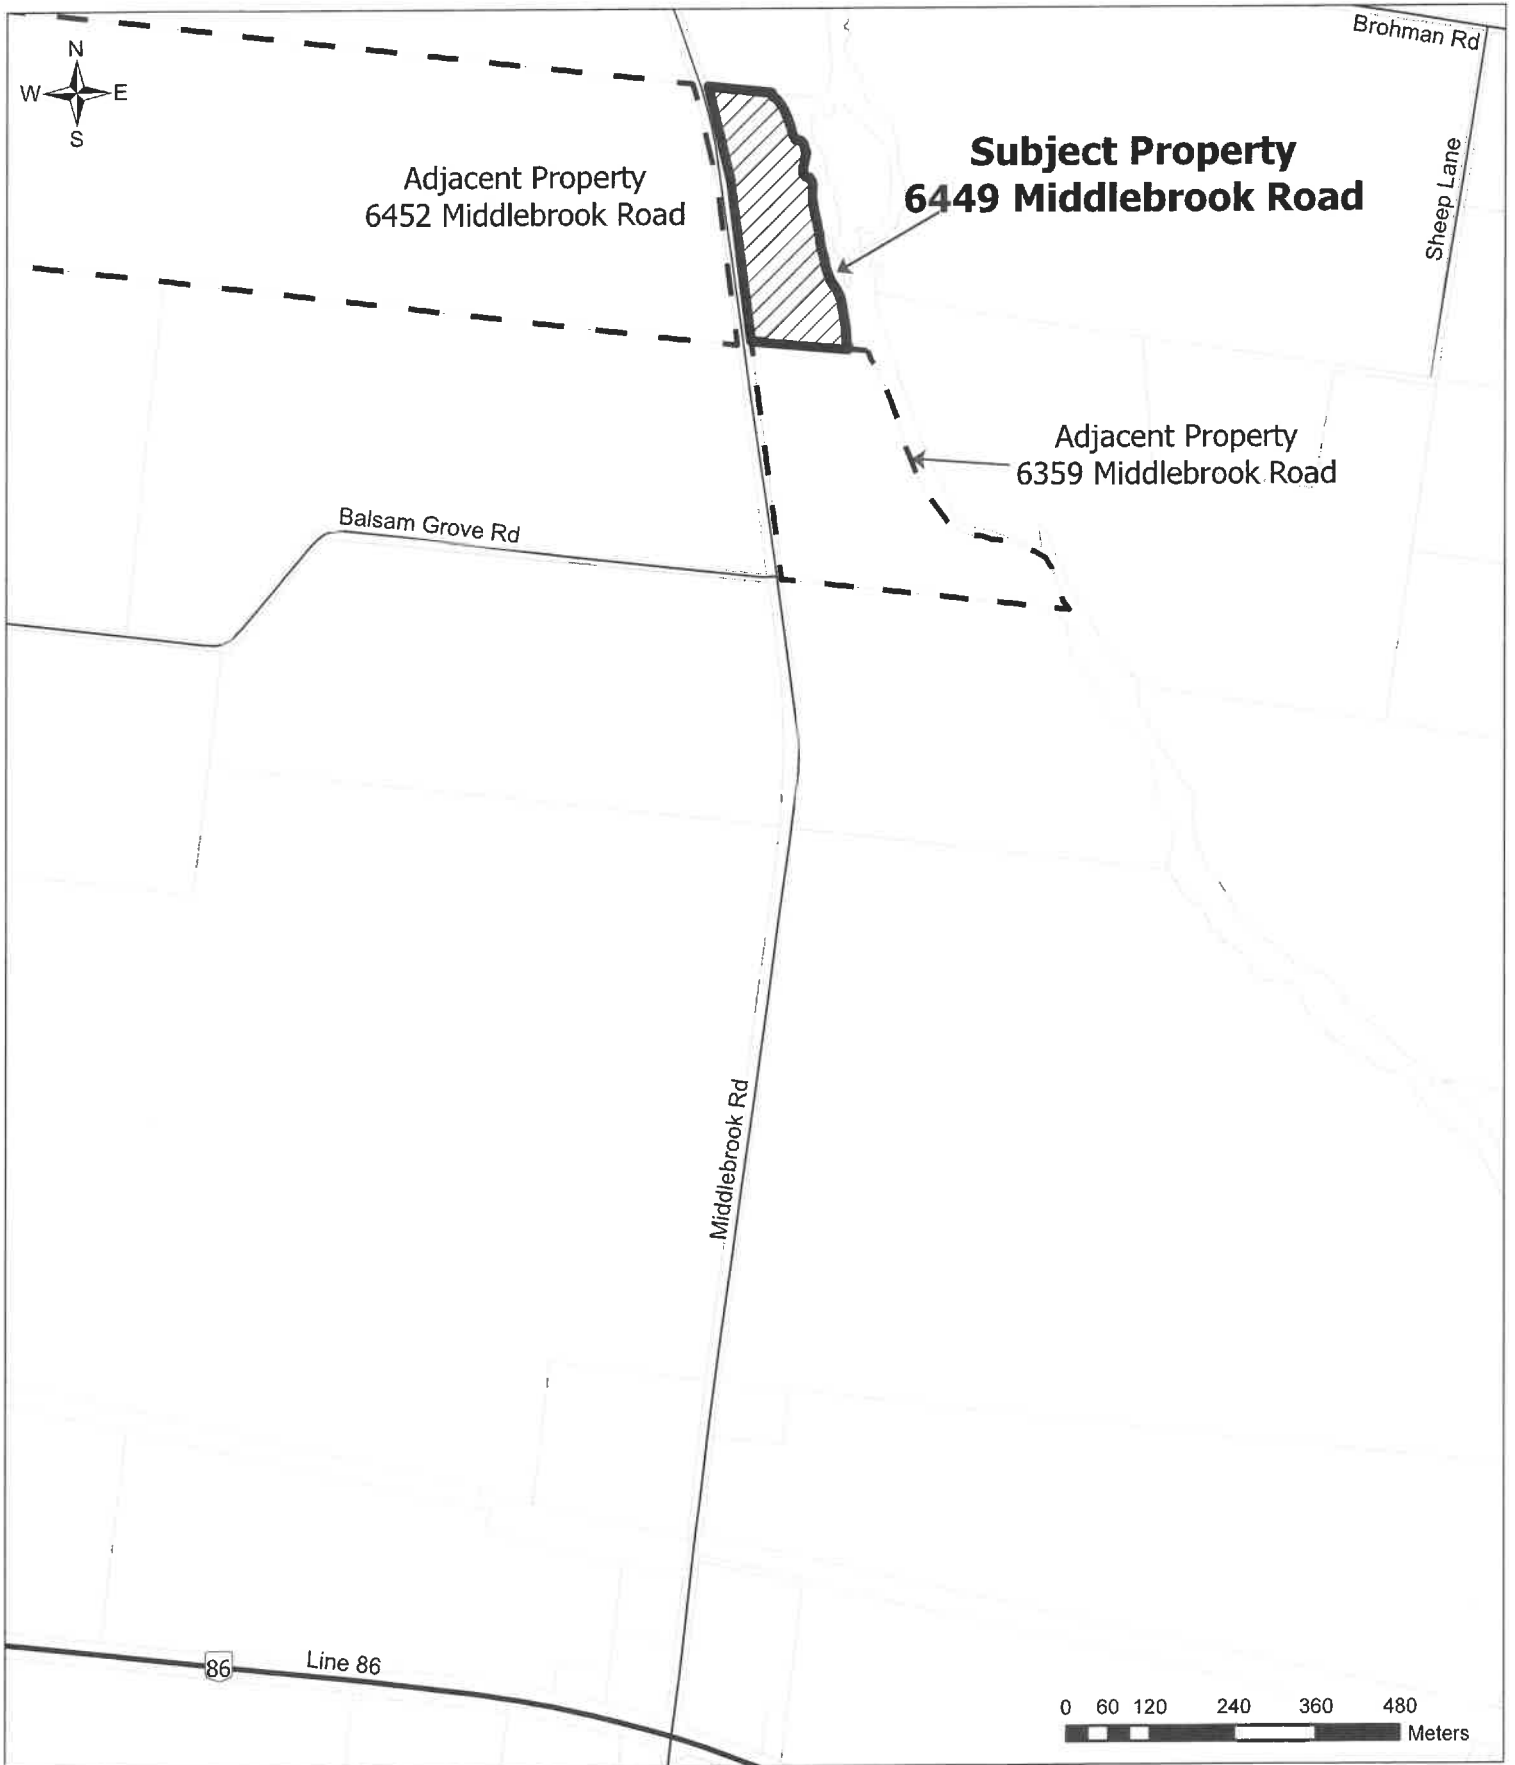 Brohman Rd
N
W E
S
Sheep Lane
Subject Property
6449 Middlebrook Road
Adjacent Property
6452 Middlebrook Road
Adjacent Property
6359 Middlebrook Road
Balsam Grove Rd
Middlebrook Rd
86
Line 86
0 60 120 240 360 480
Meters